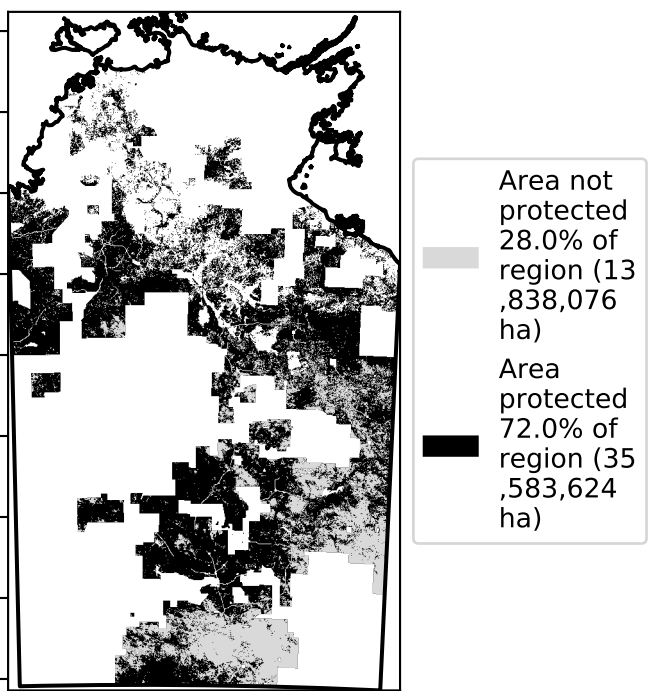 Area not
protected
28.0% of
region (13
,838,076
ha)
Area
protected
72.0% of
region (35
,583,624
ha)